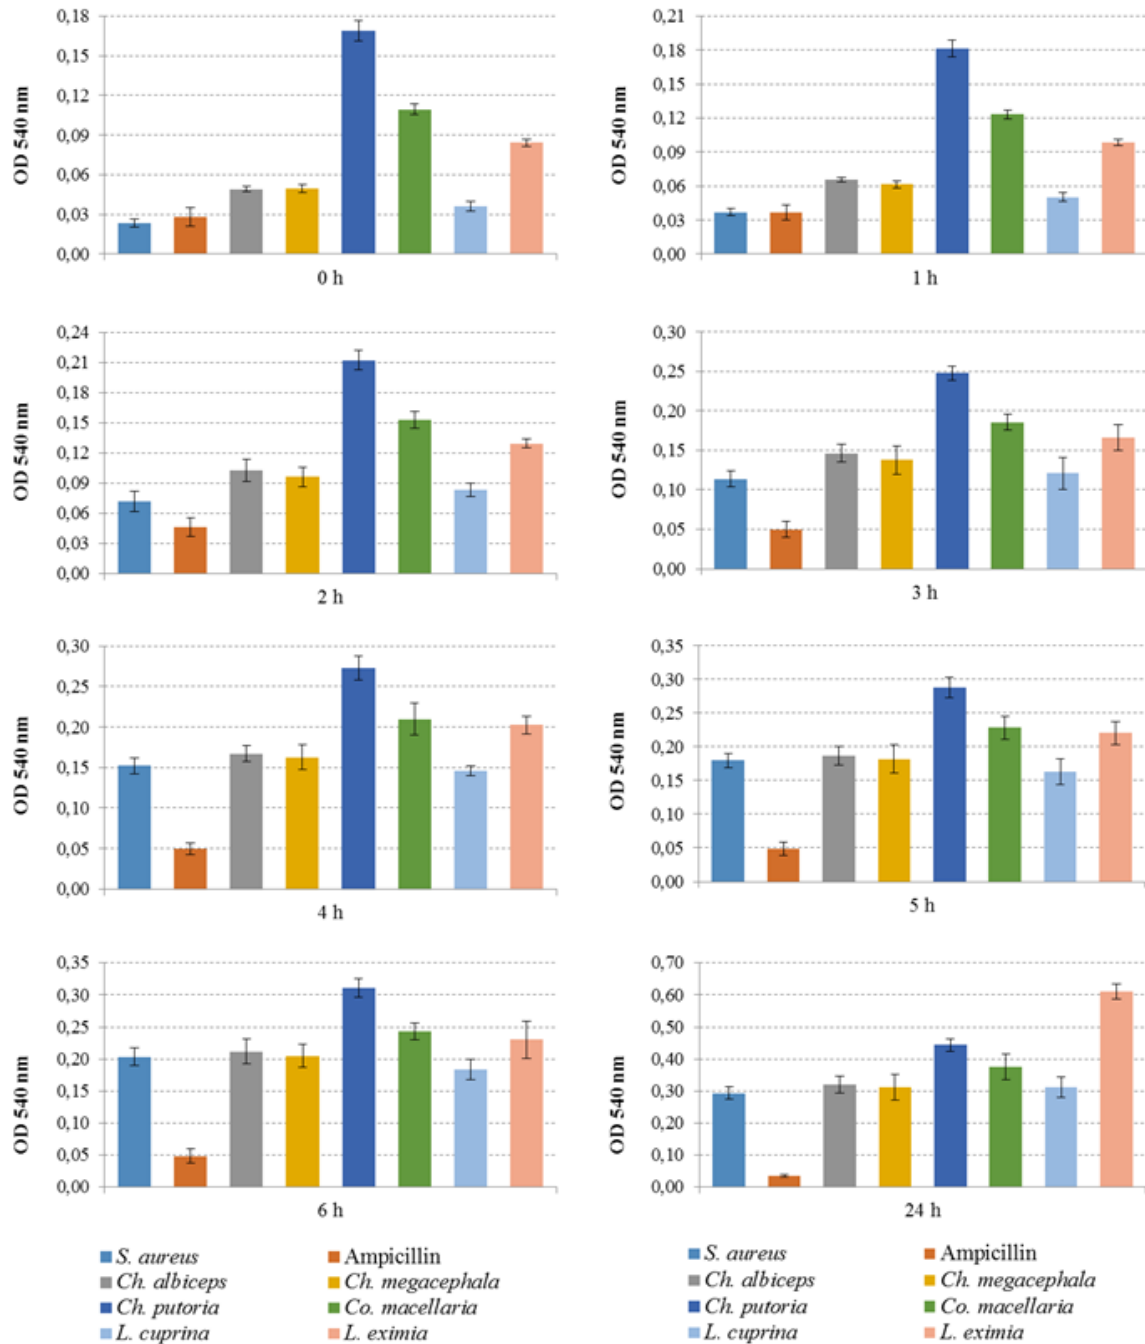 0,18
0,15
0,12
0,09
0,06
0,03
0,00
OD 540 nm
0 h
0,21
0,18
0,15
0,12
0,09
0,06
0,03
0,00
OD 540 nm
1 h
0,24
0,21
0,18
0,15
0,12
0,09
0,06
0,03
0,00
OD 540 nm
2 h
0,30
0,25
0,20
0,15
0,10
0,05
0,00
OD 540 nm
3 h
0,30
0,25
0,20
0,15
0,10
0,05
0,00
OD 540 nm
4 h
0,35
0,30
0,25
0,20
0,15
0,10
0,05
0,00
OD 540 nm
5 h
0,35
0,30
0,25
0,20
0,15
0,10
0,05
0,00
OD 540 nm
6 h
0,70
0,60
0,50
0,40
0,30
0,20
0,10
0,00
OD 540 nm
24 h
S. aureus Ampicillin
Ch. albiceps Ch. megacephala
Ch. putoria Co. macellaria
L. cuprina L. eximia
S. aureus Ampicillin
Ch. albiceps Ch. megacephala
Ch. putoria Co. macellaria
L. cuprina L. eximia